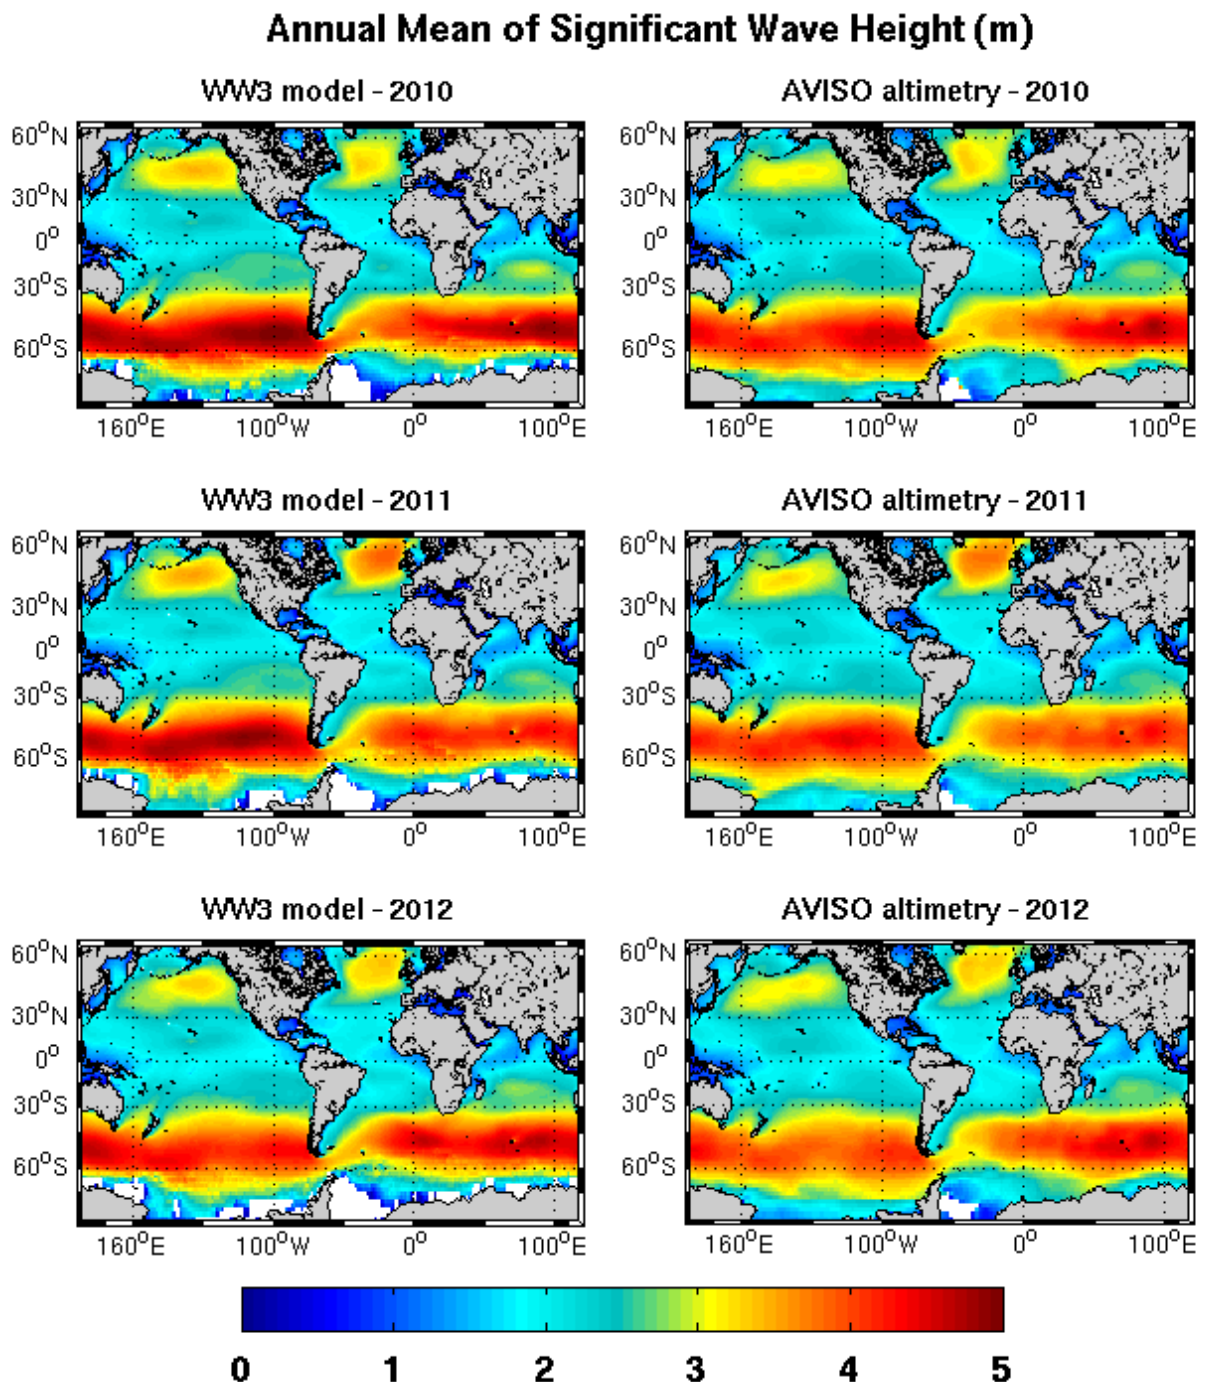 Annual Mean of Significant Wave Height (m)
WW3 model - 2010
AVISO altimetry - 2010
60°N
30°N
0°
30°S
60°S
160°E
100°W
0°
100°E
60°N
30°N
0°
30°S
60°S
160°E
100°W
0°
100°E
WW3 model - 2011
AVISO altimetry - 2011
60°N
30°N
0°
30°S
60°S
160°E
100°W
0°
100°E
60°N
30°N
0°
30°S
60°S
160°E
100°W
0°
100°E
WW3 model - 2012
AVISO altimetry - 2012
60°N
30°N
0°
30°S
60°S
160°E
100°W
0°
100°E
60°N
30°N
0°
30°S
60°S
160°E
100°W
0°
100°E
0 1 2 3 4 5